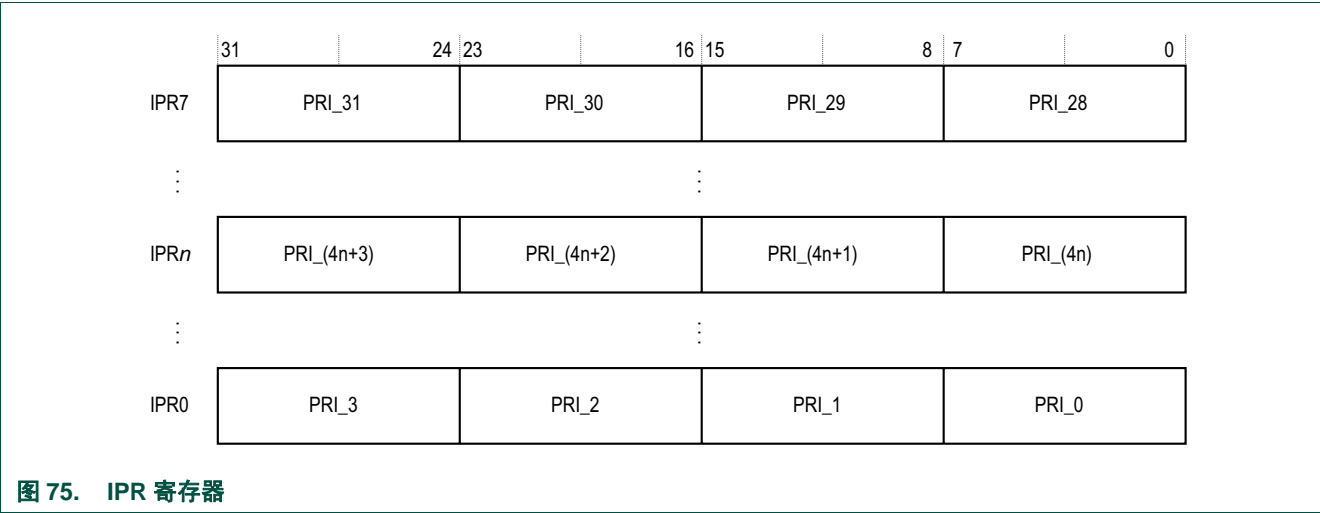 31 24 23 16 15 8 7 0
IPR7 PRI_31 PRI_30 PRI_29 PRI_28
IPRn PRI_(4n+3) PRI_(4n+2) PRI_(4n+1) PRI_(4n)
IPR0 PRI_3 PRI_2 PRI_1 PRI_0
图 75. IPR 寄存器